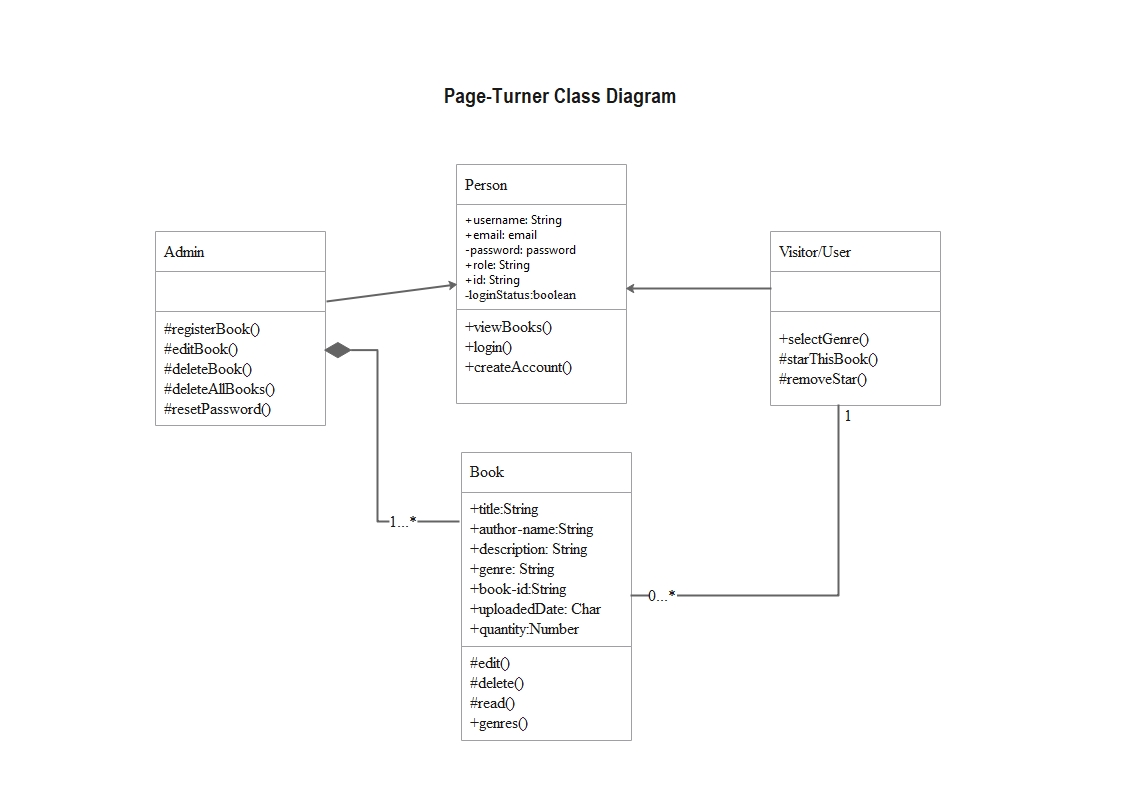 Page-Turner Class Diagram
Person
+username: String
+email: email
-password: password
+role: String
+id: String
-loginStatus:boolean
+viewBooks()
+login()
+createAccount()
Admin
#registerBook()
#editBook()
#deleteBook()
#deleteAllBooks()
#resetPassword()
Visitor/User
+selectGenre()
#starThisBook()
#removeStar()
1
Book
+title:String
+author-name:String
+description: String
+genre: String
+book-id:String
+uploadedDate: Char
+quantity:Number
#edit()
#delete()
#read()
+genres()
1...*
0...*